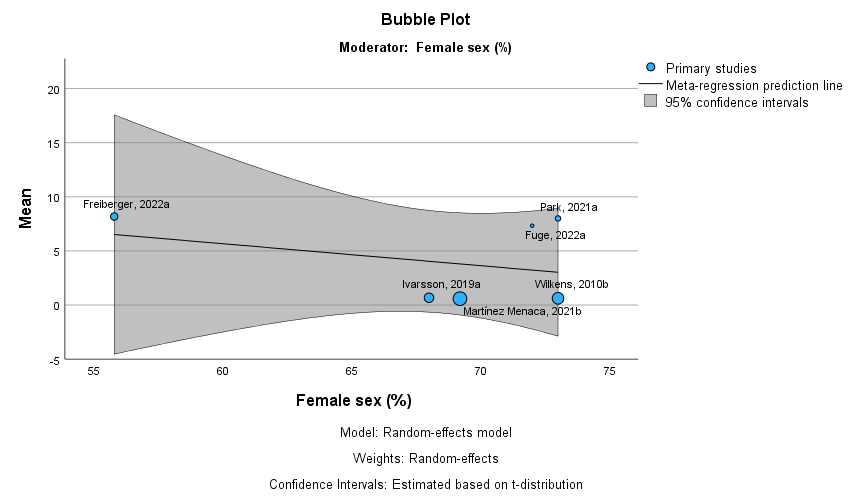 Bubble Plot
Moderator: Female sex (%)
Primary studies
Meta-regression prediction line
95% confidence intervals
Mean
20
15
10
5
0
-5
Freiberger, 2022a
Park, 2021a
Fuge, 2022a
Ivarsson, 2019a
Wilkens, 2010b
Martínez Menaca, 2021b
55
60
65
70
75
Female sex (%)
Model: Random-effects model
Weights: Random-effects
Confidence Intervals: Estimated based on t-distribution